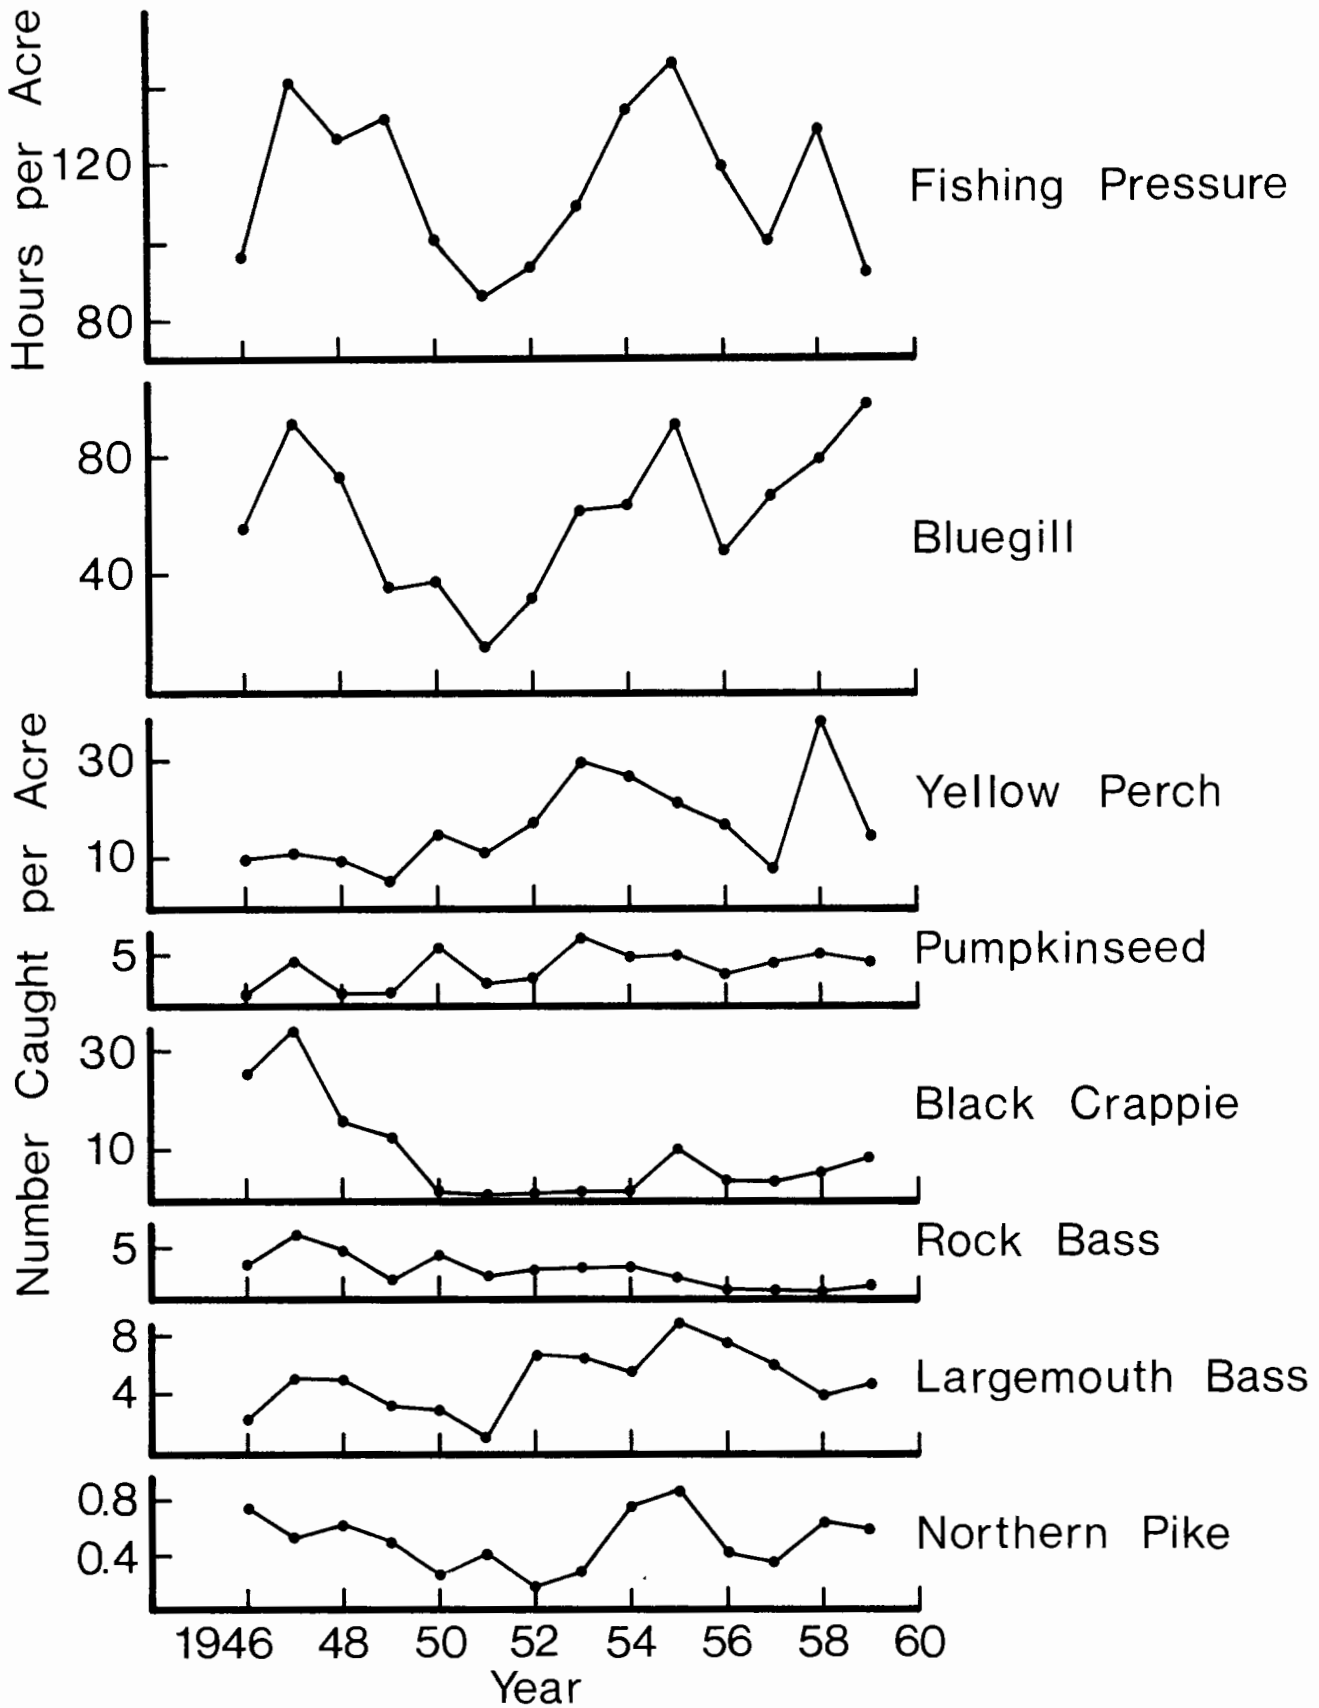 Hours per Acre
120
80
Fishing Pressure
80
40
Bluegill
Number Caught per Acre
30
10
Yellow Perch
5
Pumpkinseed
30
10
Black Crappie
5
Rock Bass
8
4
Largemouth Bass
0.8
0.4
Northern Pike
1946 48 50 52 54 56 58 60
Year